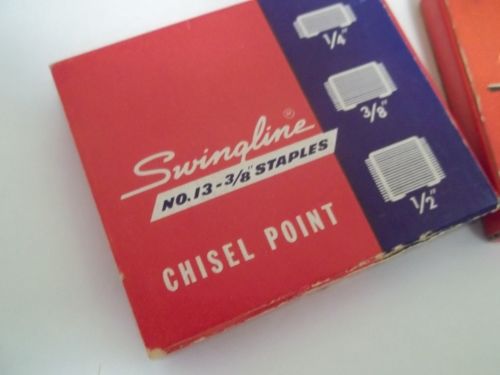 Swingline®
NO.13-3/8" STAPLES
CHISEL POINT
1/4"
3/8"
1/2"